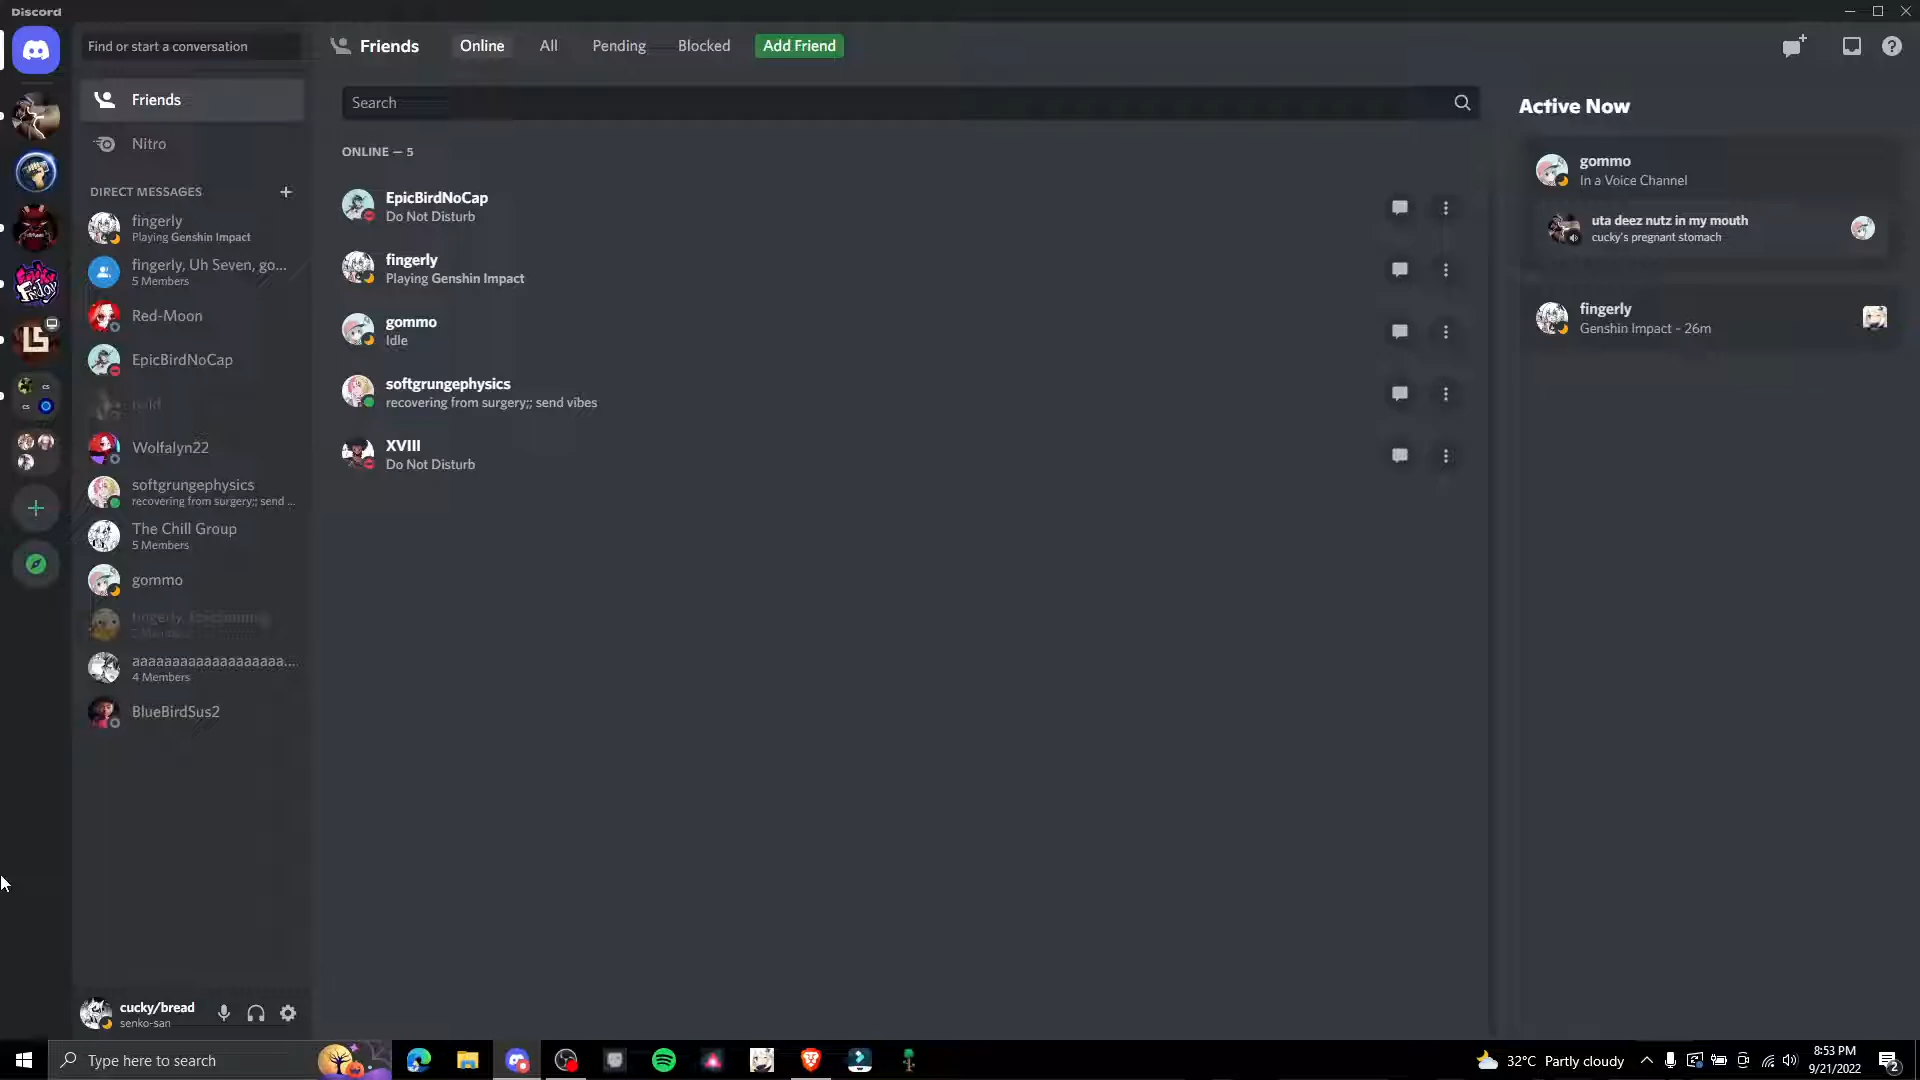 Discord
Find or start a conversation
Friends
Online
All
Pending
Blocked
Add Friend
Friends
Nitro
DIRECT MESSAGES
fingerly
Playing Genshin Impact
fingerly, Uh Seven, go...
5 Members
Red-Moon
EpicBirdNoCap
Wolfalyn22
softgrungephysics
recovering from surgery;; send ...
The Chill Group
5 Members
gommo
fingerly,
aaaaaaaaaaaaaaaaaaa....
4 Members
BlueBirdSus2
cucky/bread
senko-san
Search
ONLINE — 5
EpicBirdNoCap
Do Not Disturb
fingerly
Playing Genshin Impact
gommo
Idle
softgrungephysics
recovering from surgery;; send vibes
XVIII
Do Not Disturb
Active Now
gommo
In a Voice Channel
uta deez nutz in my mouth
cucky's pregnant stomach
fingerly
Genshin Impact – 26m
Type here to search
32°C Partly cloudy
8:53 PM
9/21/2022
2